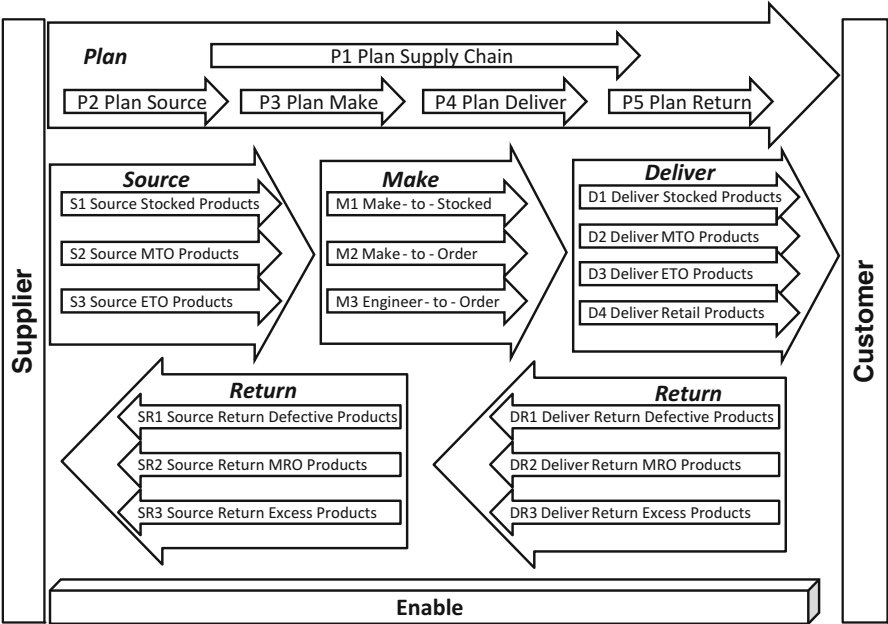 Plan
P1 Plan Supply Chain
P2 Plan Source
P3 Plan Make
P4 Plan Deliver
P5 Plan Return
Supplier
Customer
Source
S1 Source Stocked Products
S2 Source MTO Products
S3 Source ETO Products
Make
M1 Make - to - Stocked
M2 Make - to - Order
M3 Engineer - to - Order
Deliver
D1 Deliver Stocked Products
D2 Deliver MTO Products
D3 Deliver ETO Products
D4 Deliver Retail Products
Return
SR1 Source Return Defective Products
SR2 Source Return MRO Products
SR3 Source Return Excess Products
Return
DR1 Deliver Return Defective Products
DR2 Deliver Return MRO Products
DR3 Deliver Return Excess Products
Enable